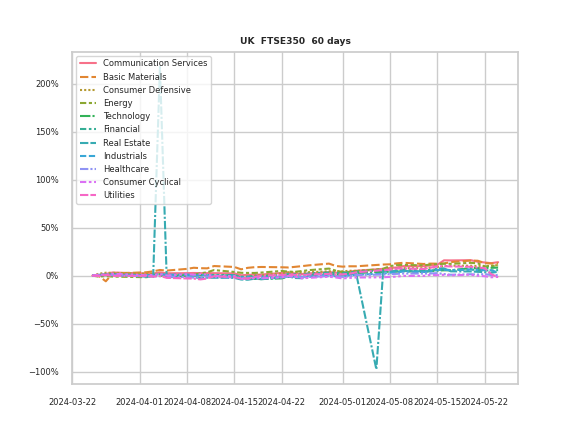 UK  FTSE350  60 days
200%
150%
100%
50%
0%
−50%
−100%
Communication Services
Basic Materials
Consumer Defensive
Energy
Technology
Financial
Real Estate
Industrials
Healthcare
Consumer Cyclical
Utilities
2024-03-22 2024-04-01 2024-04-08 2024-04-15 2024-04-22 2024-05-01 2024-05-08 2024-05-15 2024-05-22